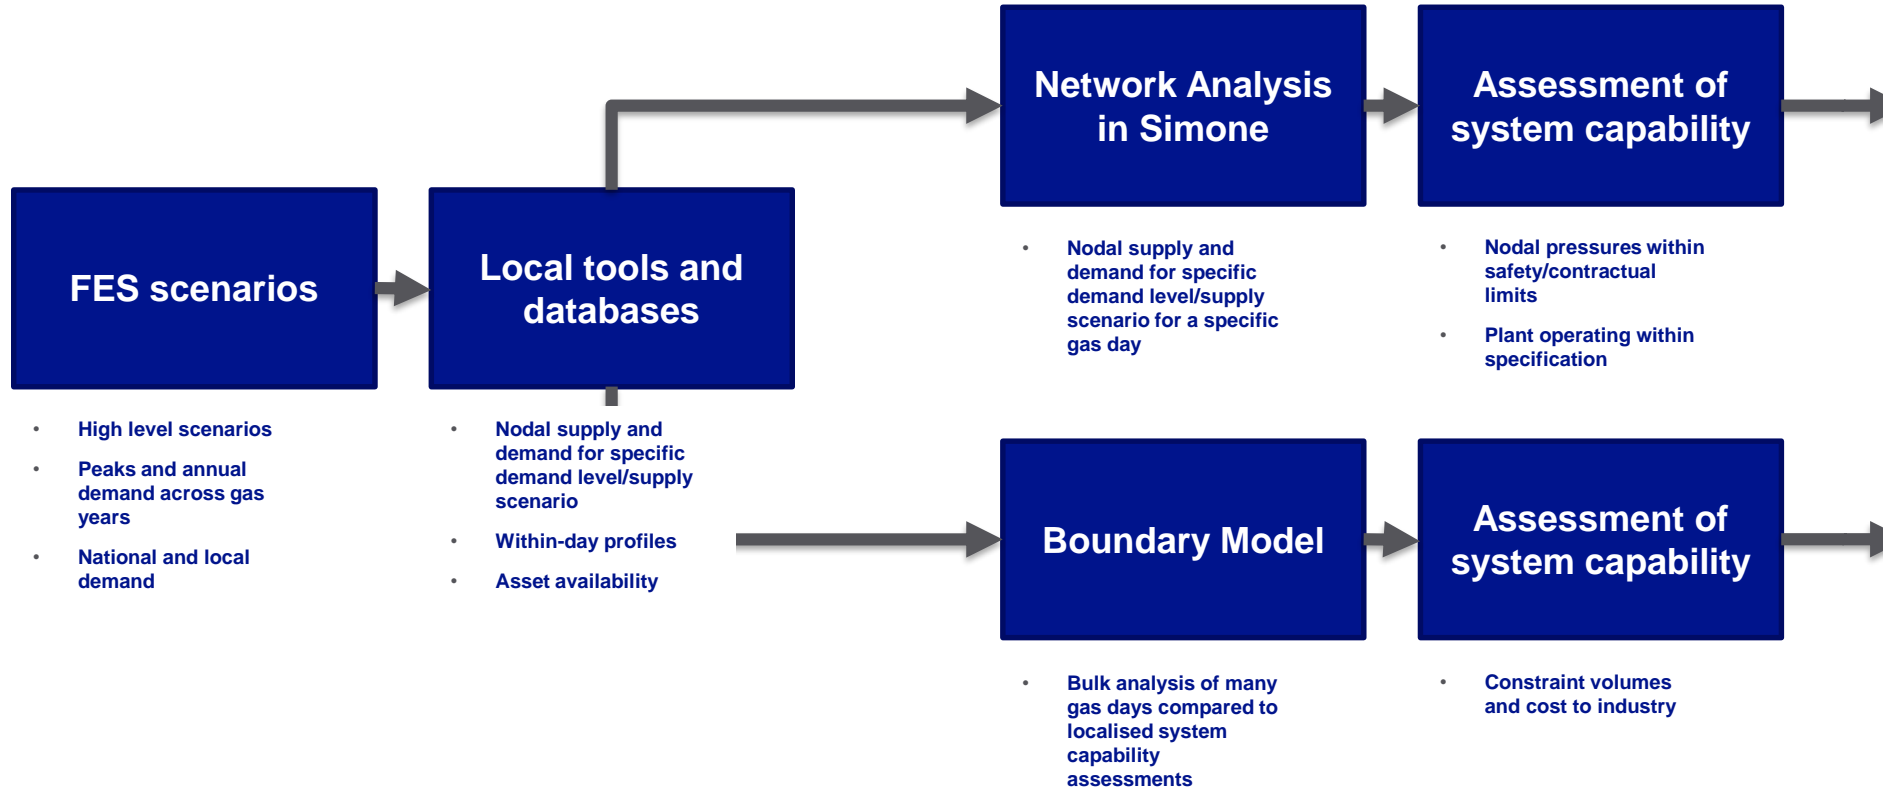 FES scenarios
• High level scenarios
• Peaks and annual
demand across gas
years
• National and local
demand
Local tools and
databases
• Nodal supply and
demand for specific
demand level/supply
scenario
• Within-day profiles
• Asset availability
Network Analysis
in Simone
• Nodal supply and
demand for specific
demand level/supply
scenario for a specific
gas day
Assessment of
system capability
• Nodal pressures within
safety/contractual
limits
• Plant operating within
specification
Boundary Model
• Bulk analysis of many
gas days compared to
localised system
capability
assessments
Assessment of
system capability
• Constraint volumes
and cost to industry